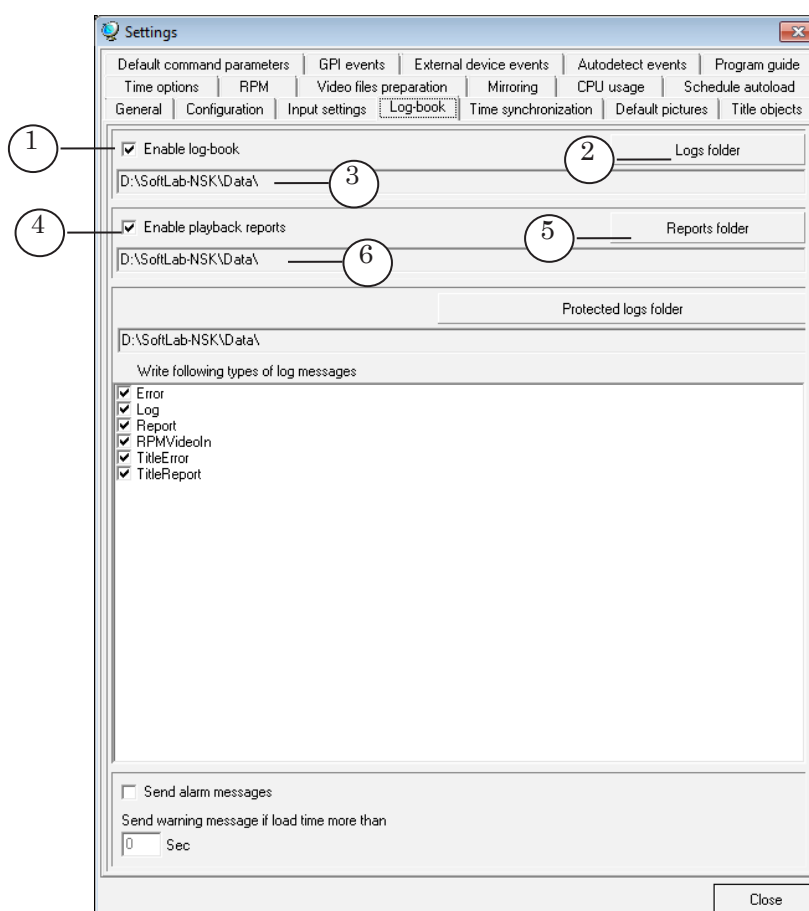 Settings
Default command parameters GPI events External device events Autodetect events Program guide
Time options RPM Video files preparation Mirroring CPU usage Schedule autoload
General Configuration Input settings Log-book Time synchronization Default pictures Title objects
1 Enable log-book 2 Logs folder
D:\SoftLab-NSK\Data\ 3
4 Enable playback reports 5 Reports folder
D:\SoftLab-NSK\Data\ 6
Protected logs folder
D:\SoftLab-NSK\Data\
Write following types of log messages
Error
Log
Report
RPMVideoIn
TitleError
TitleReport
Send alarm messages
Send warning message if load time more than
0 Sec
Close